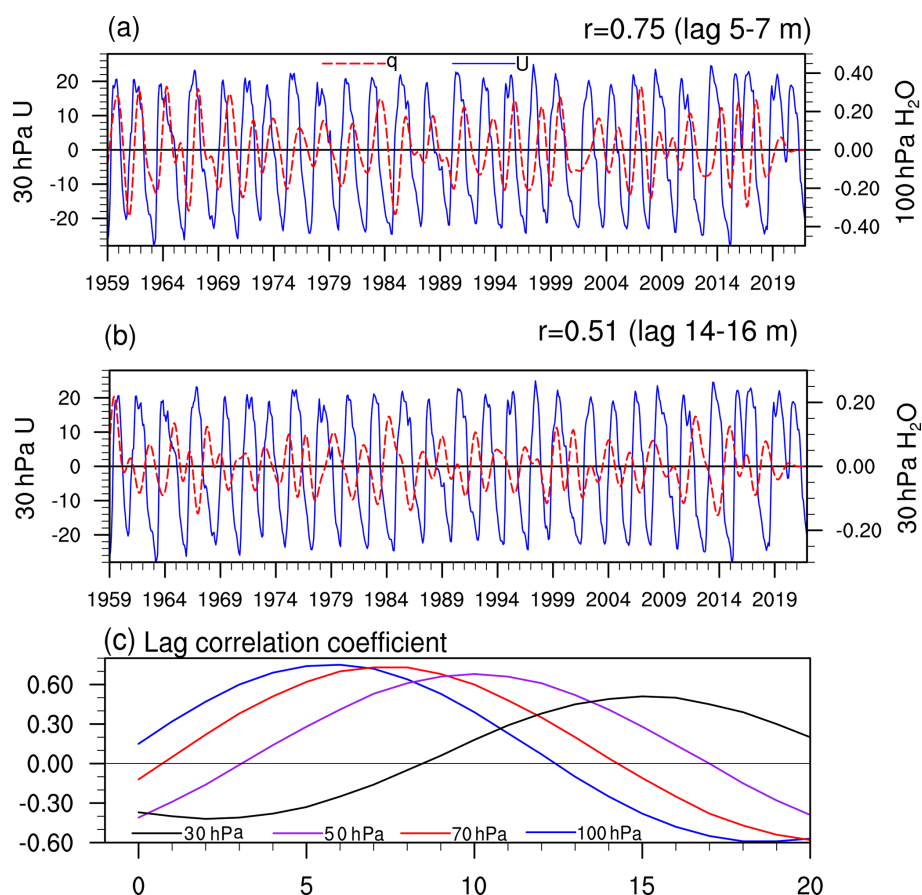 (a)
r=0.75 (lag 5-7 m)
q U
30 hPa U
20
10
0
-10
-20
0.40
0.20
0.00
-0.20
-0.40
100hPa H₂O
1959 1964 1969 1974 1979 1984 1989 1994 1999 2004 2009 2014 2019
(b)
r=0.51 (lag 14-16 m)
30 hPa U
20
10
0
-10
-20
0.20
0.00
-0.20
30 hPa H₂O
1959 1964 1969 1974 1979 1984 1989 1994 1999 2004 2009 2014 2019
(c) Lag correlation coefficient
0.60
0.30
0.00
-0.30
-0.60
30 hPa 50 hPa 70 hPa 100 hPa
0 5 10 15 20